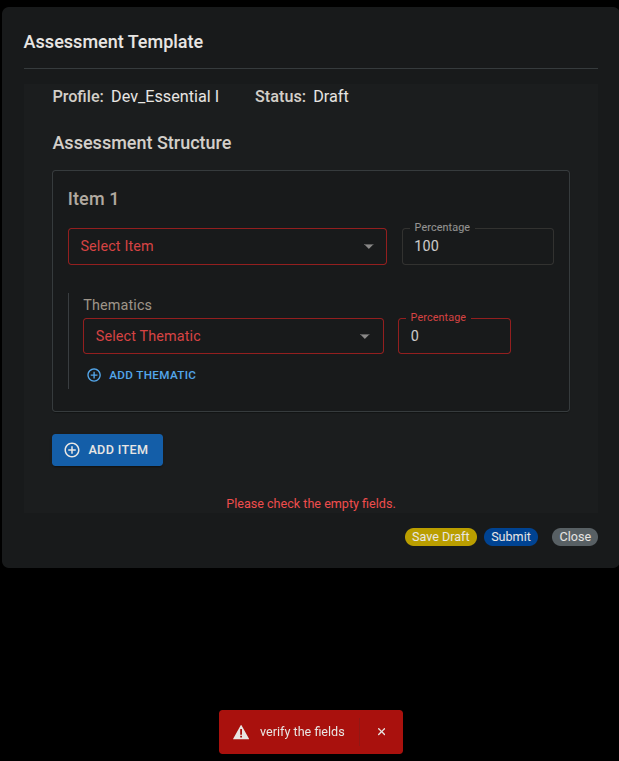 Assessment Template
Profile: Dev_Essential I Status: Draft
Assessment Structure
Item 1
Select Item
Percentage
100
Thematics
Select Thematic
Percentage
0
ADD THEMATIC
ADD ITEM
Please check the empty fields.
Save Draft Submit Close
verify the fields ×